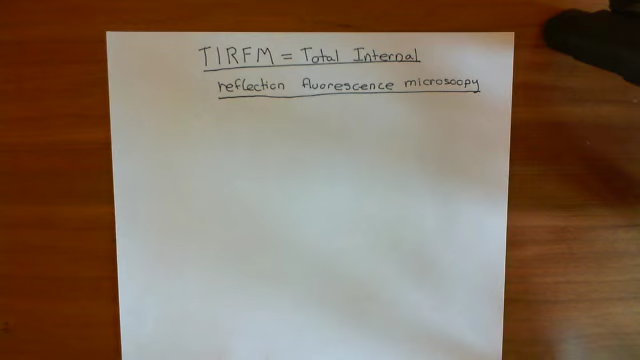 TIRFM = Total Internal
reflection fluorescence microscopy